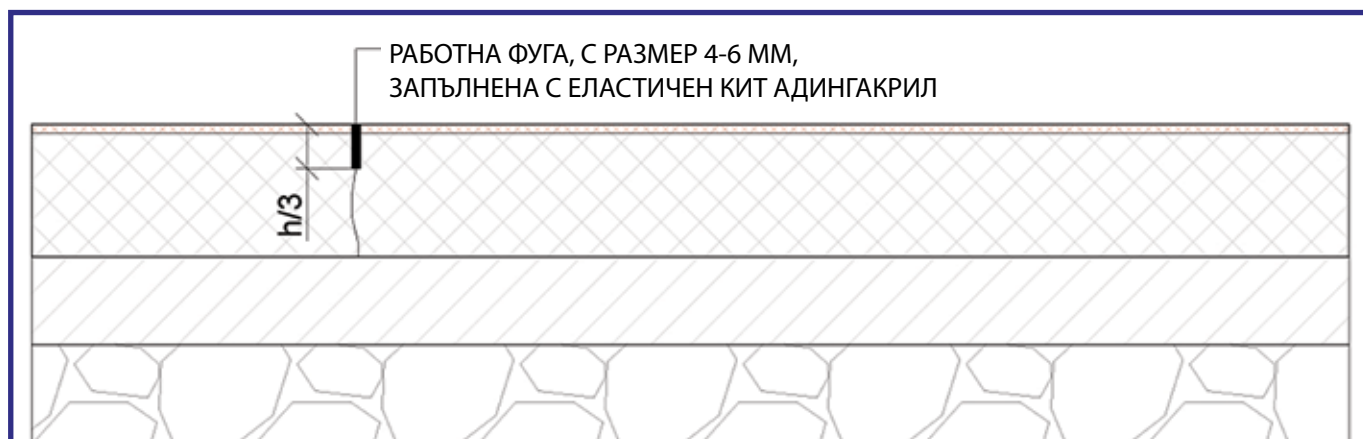 РАБОТНА ФУГА, С РАЗМЕР 4-6 ММ,
ЗАПЪЛНЕНА С ЕЛАСТИЧЕН КИТ АДИНГАКРИЛ
h/3